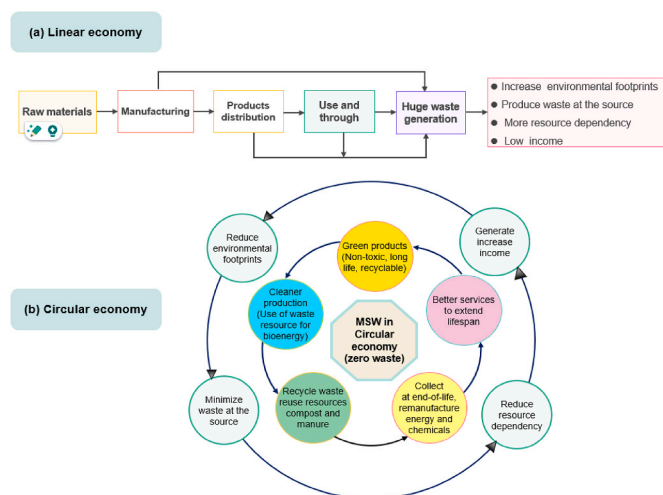 (a) Linear economy
Raw materials
Manufacturing
Products
distribution
Use and
through
Huge waste
generation
● Increase environmental footprints
● Produce waste at the source
● More resource dependency
● Low income
(b) Circular economy
Reduce
environmental
footprints
Generate
increase
income
Green products
(Non-toxic, long
life, recyclable)
Cleaner
production
(Use of waste
resource for
bioenergy)
Better services
to extend
lifespan
MSW in
Circular
economy
(zero waste)
Recycle waste
reuse resources
compost and
manure
Collect
at end-of-life,
remanufacture
energy and
chemicals
Minimize
waste at the
source
Reduce
resource
dependency